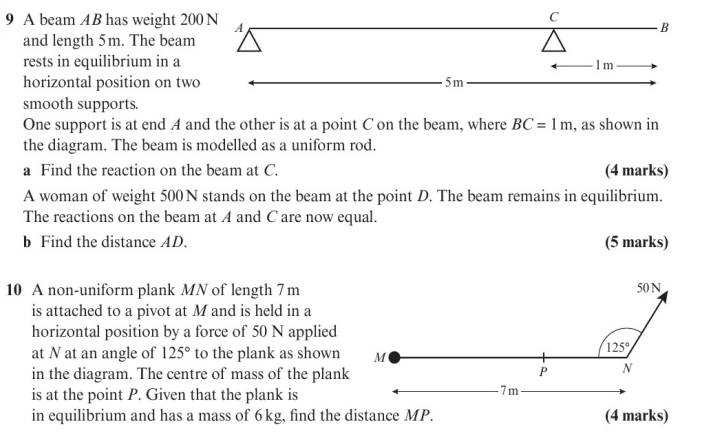 9 A beam AB has weight 200 N
and length 5 m. The beam
rests in equilibrium in a
horizontal position on two
smooth supports.
A
C
B
1 m
5 m
One support is at end A and the other is at a point C on the beam, where BC = 1 m, as shown in
the diagram. The beam is modelled as a uniform rod.
a Find the reaction on the beam at C. (4 marks)
A woman of weight 500 N stands on the beam at the point D. The beam remains in equilibrium.
The reactions on the beam at A and C are now equal.
b Find the distance AD. (5 marks)
10 A non-uniform plank MN of length 7 m
is attached to a pivot at M and is held in a
horizontal position by a force of 50 N applied
at N at an angle of 125° to the plank as shown
in the diagram. The centre of mass of the plank
is at the point P. Given that the plank is
in equilibrium and has a mass of 6 kg, find the distance MP. (4 marks)
50 N
125°
M
P
N
7 m